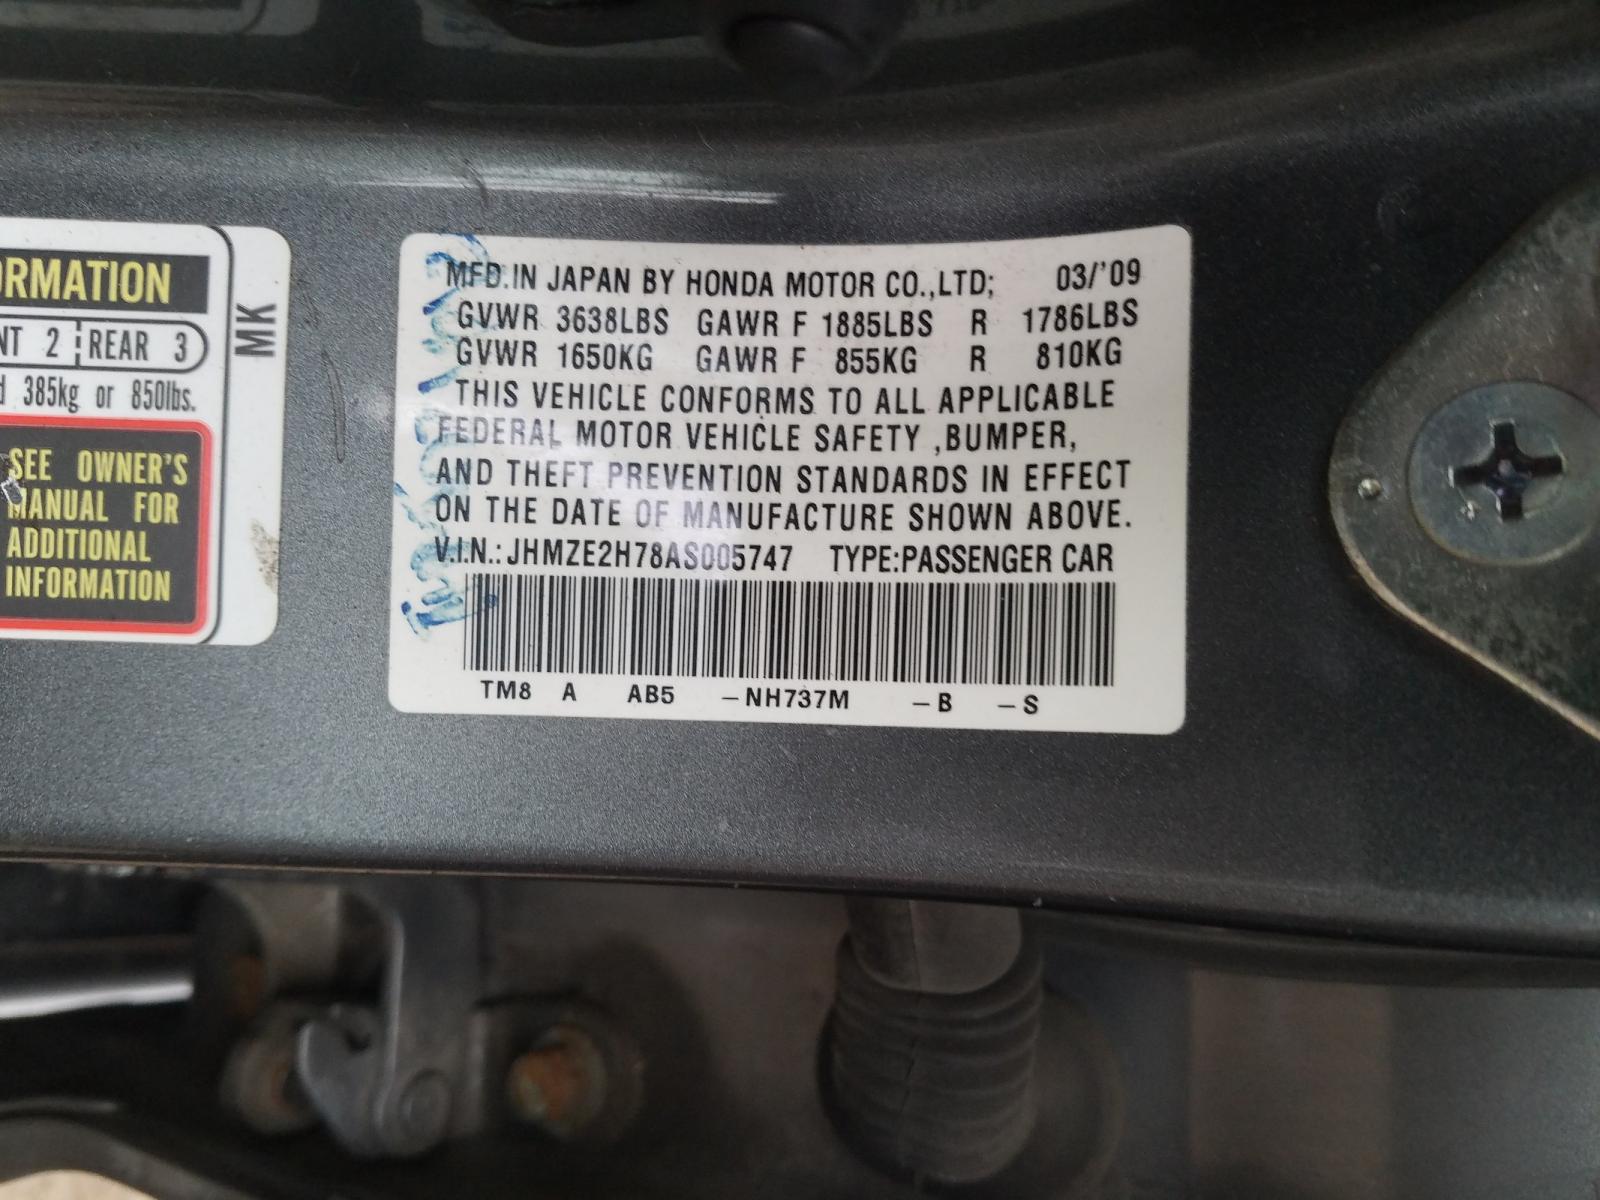 ORMATION
NT 2 REAR 3
385kg or 850lbs.
SEE OWNER'S
MANUAL FOR
ADDITIONAL
INFORMATION
MK
MFD.IN JAPAN BY HONDA MOTOR CO.,LTD; 03/'09
GVWR 3638LBS GAWR F 1885LBS R 1786LBS
GVWR 1650KG GAWR F 855KG R 810KG
THIS VEHICLE CONFORMS TO ALL APPLICABLE
FEDERAL MOTOR VEHICLE SAFETY ,BUMPER,
AND THEFT PREVENTION STANDARDS IN EFFECT
ON THE DATE OF MANUFACTURE SHOWN ABOVE.
V.I.N.: JHMZE2H78AS005747 TYPE:PASSENGER CAR
TM8 A AB5 -NH737M -B -S